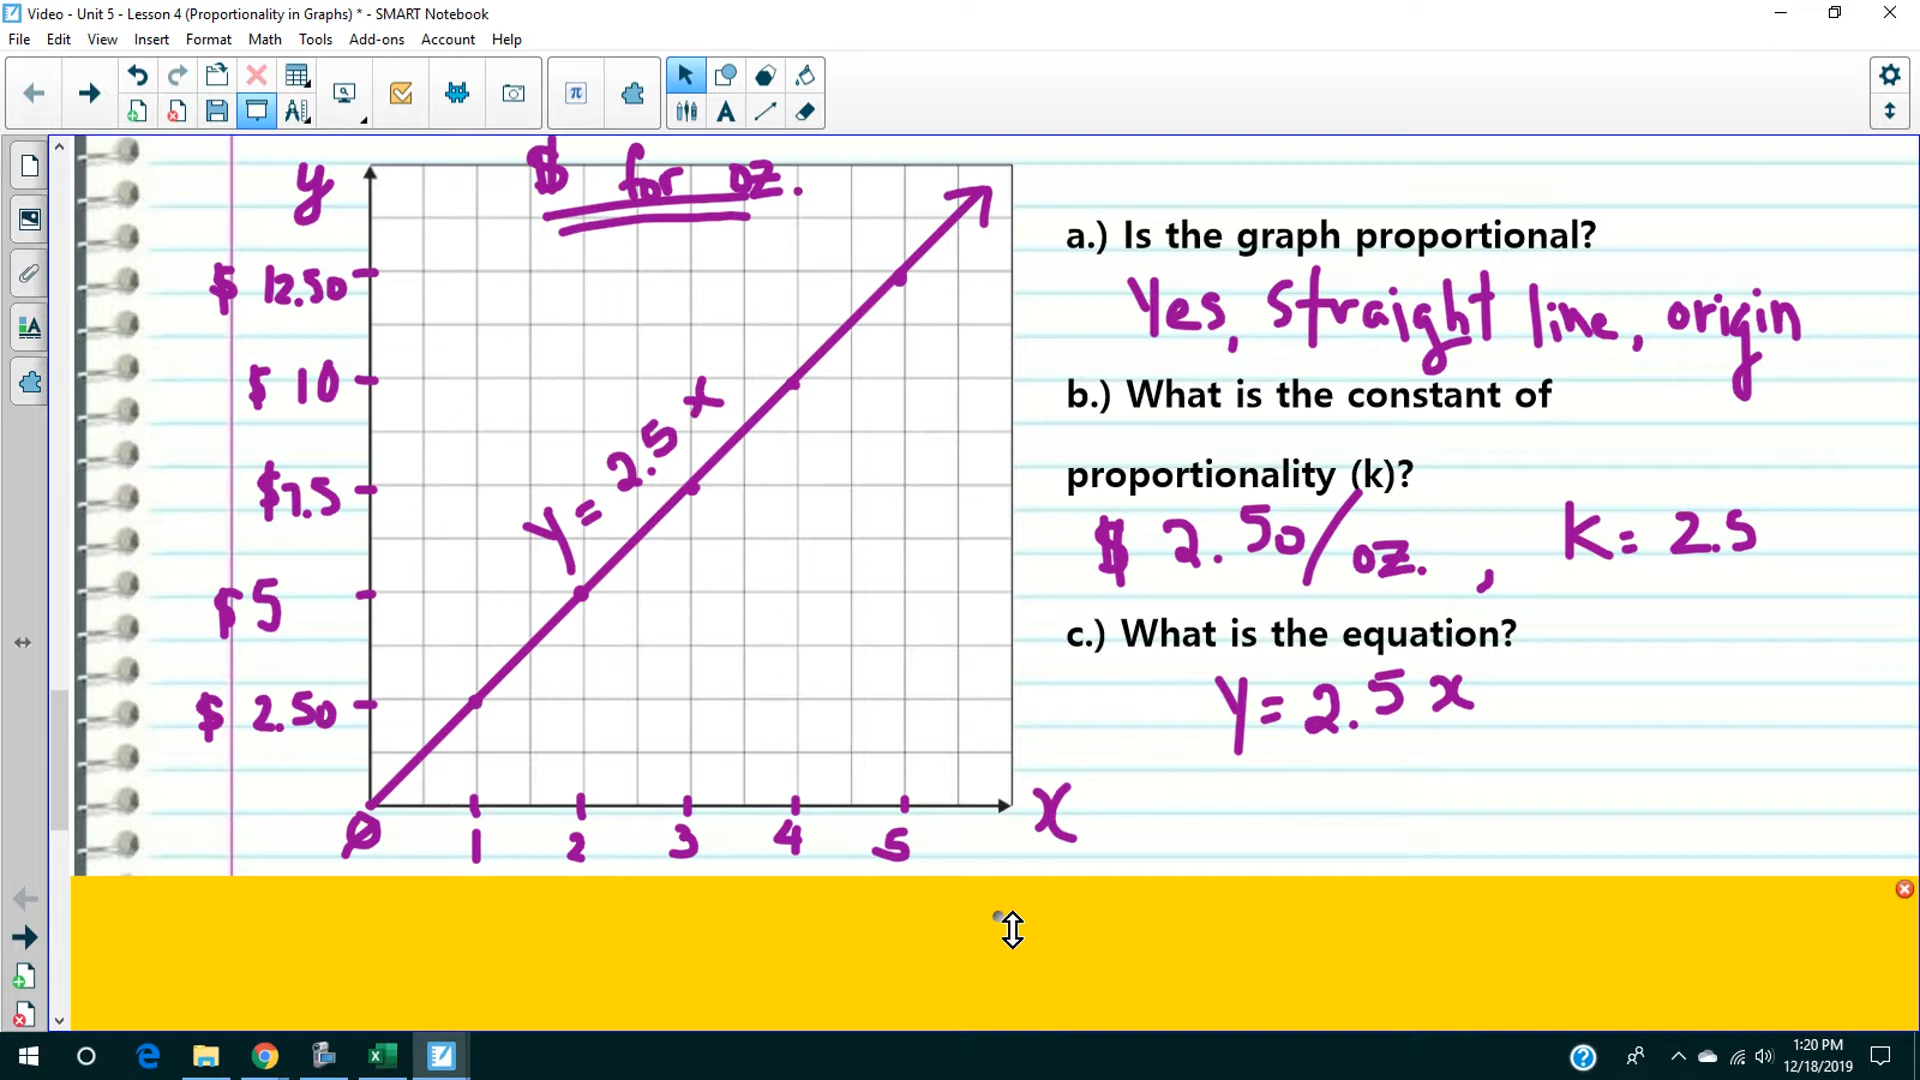 Video - Unit 5 - Lesson 4 (Proportionality in Graphs) * - SMART Notebook
File Edit View Insert Format Math Tools Add-ons Account Help
y
$ for oz.
$ 12.50
$ 10
$7.5
$5
$ 2.50
y = 2.5 x
0 1 2 3 4 5
x
a.) Is the graph proportional?
Yes, straight line, origin
b.) What is the constant of
proportionality (k)?
$ 2.50/oz. , K = 2.5
c.) What is the equation?
y = 2.5 x
1:20 PM
12/18/2019